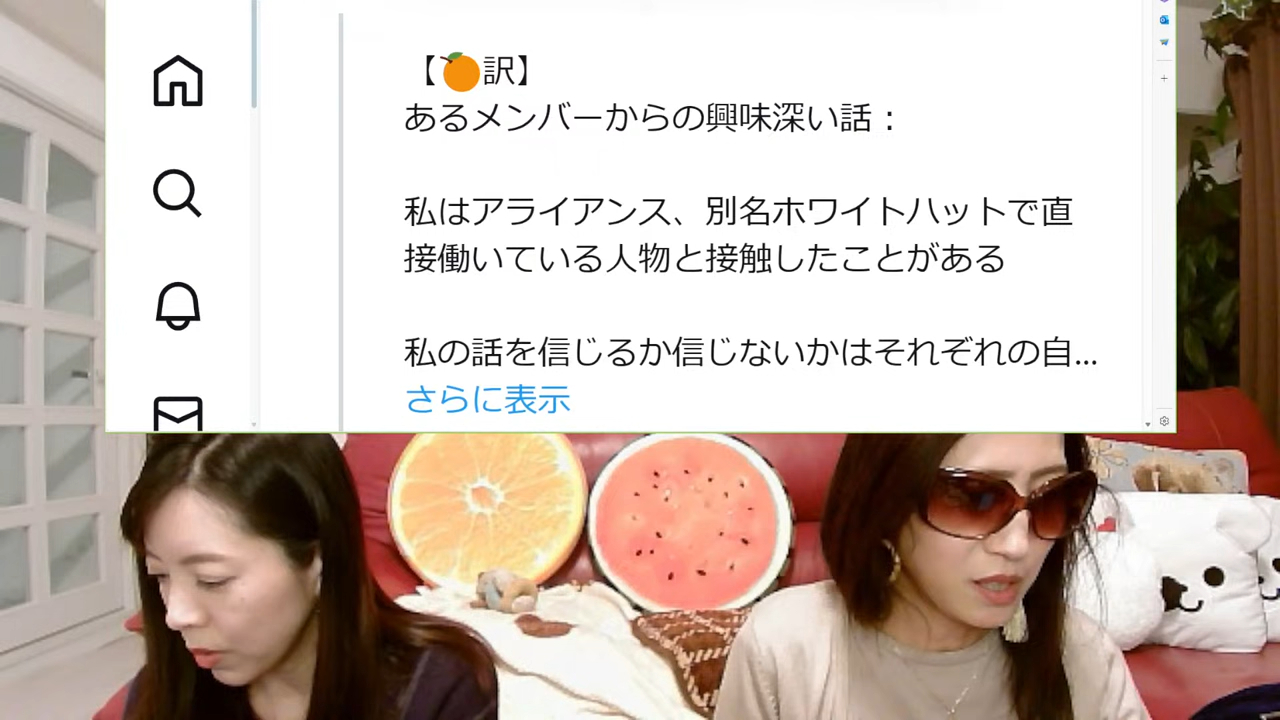 【🍊訳】
あるメンバーからの興味深い話：
私はアライアンス、別名ホワイトハットで直
接働いている人物と接触したことがある
私の話を信じるか信じないかはそれぞれの自...
さらに表示